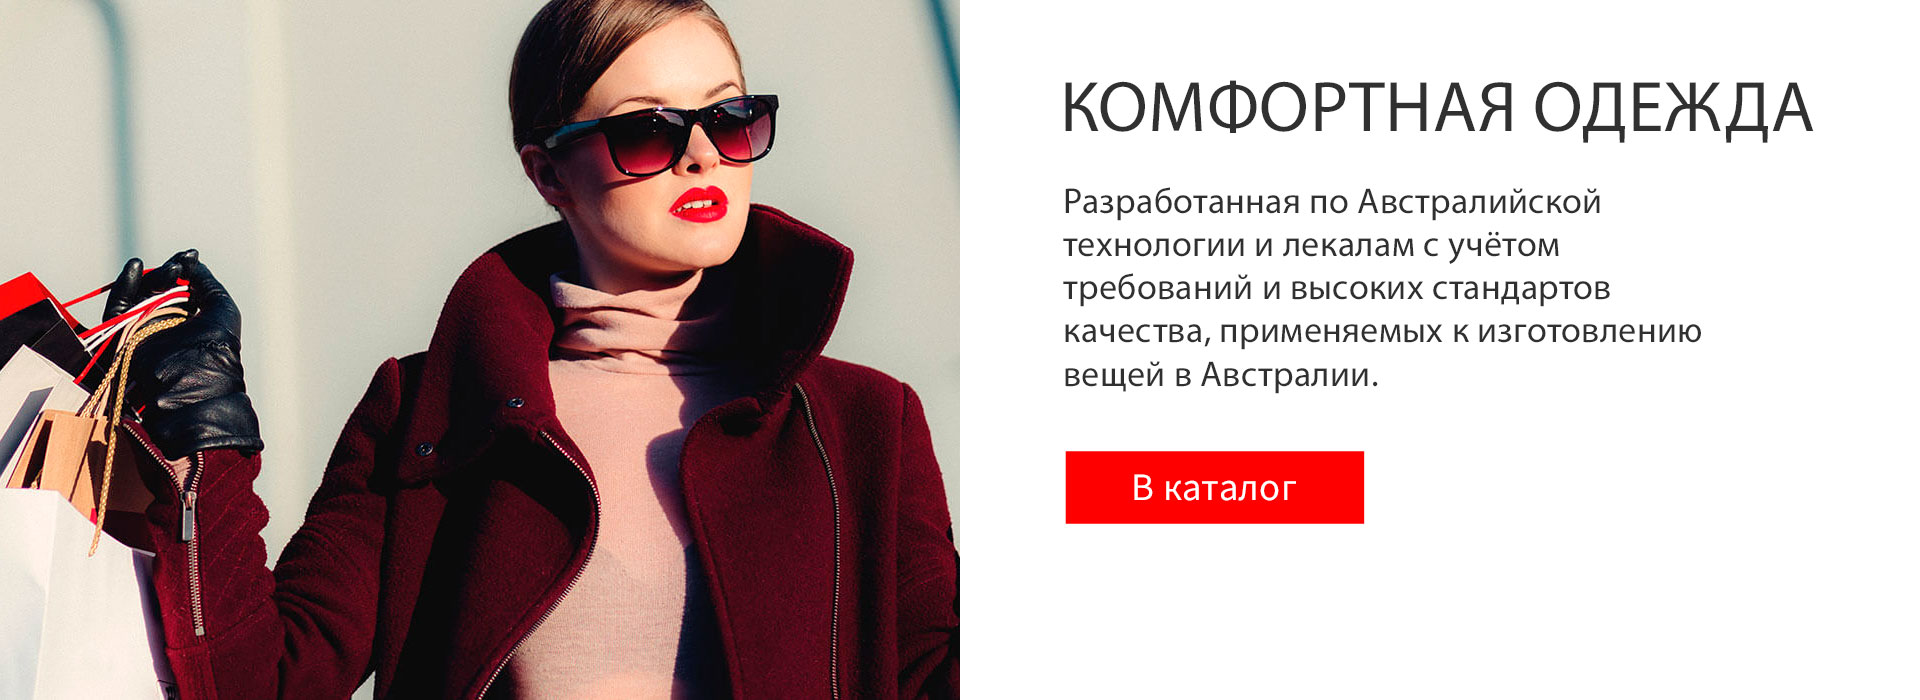 КОМФОРТНАЯ ОДЕЖДА
Разработанная по Австралийской
технологии и лекалам с учётом
требований и высоких стандартов
качества, применяемых к изготовлению
вещей в Австралии.
В каталог